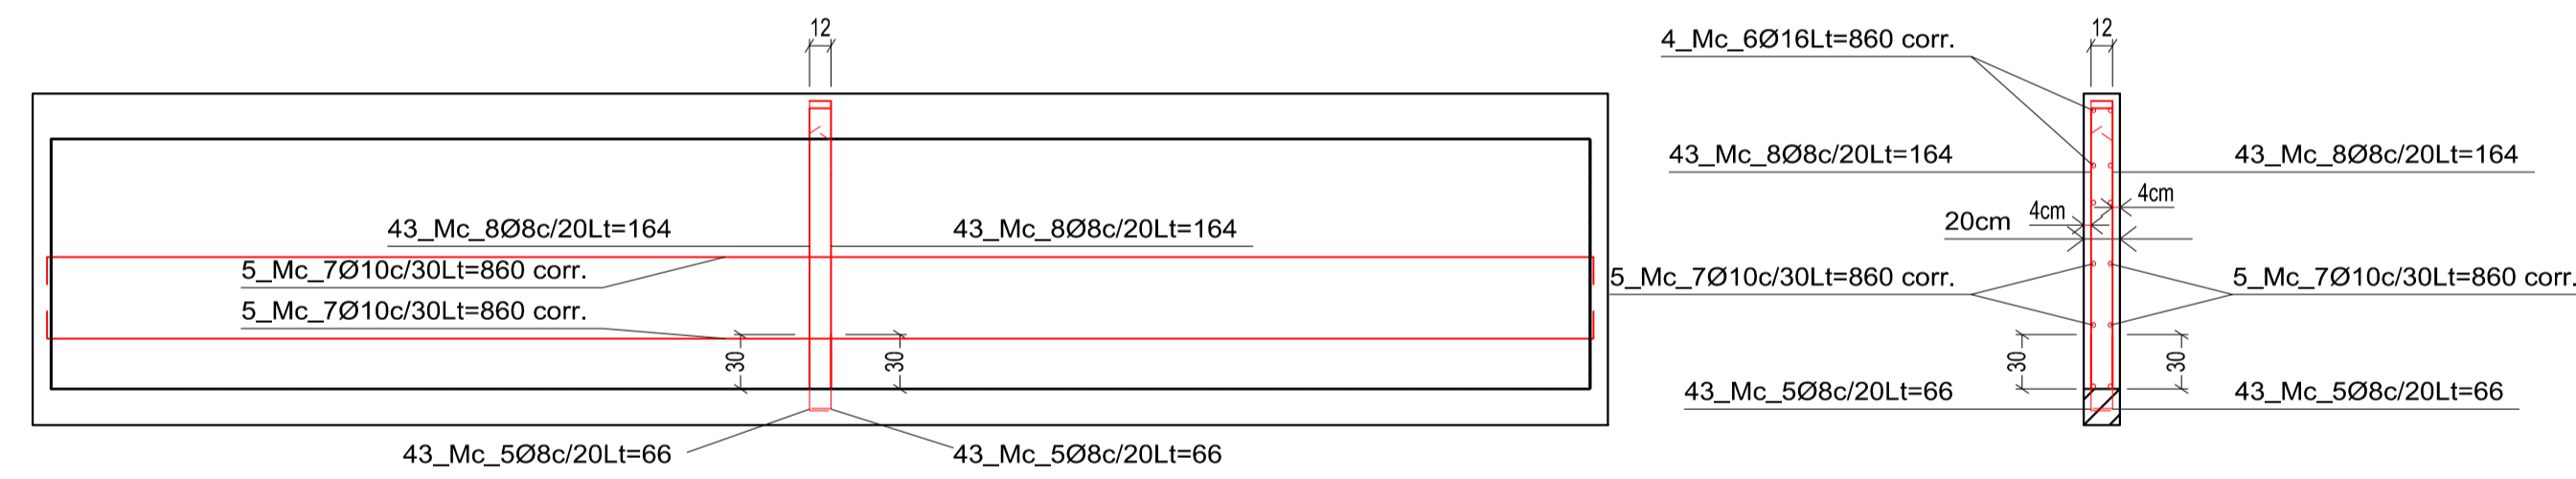 12
12
4_Mc_6Ø16Lt=860 corr.
43_Mc_8Ø8c/20Lt=164
43_Mc_8Ø8c/20Lt=164
4cm
4cm
20cm
43_Mc_8Ø8c/20Lt=164
43_Mc_8Ø8c/20Lt=164
5_Mc_7Ø10c/30Lt=860 corr.
5_Mc_7Ø10c/30Lt=860 corr.
5_Mc_7Ø10c/30Lt=860 corr.
5_Mc_7Ø10c/30Lt=860 corr.
30
30
30
30
43_Mc_5Ø8c/20Lt=66
43_Mc_5Ø8c/20Lt=66
43_Mc_5Ø8c/20Lt=66
43_Mc_5Ø8c/20Lt=66